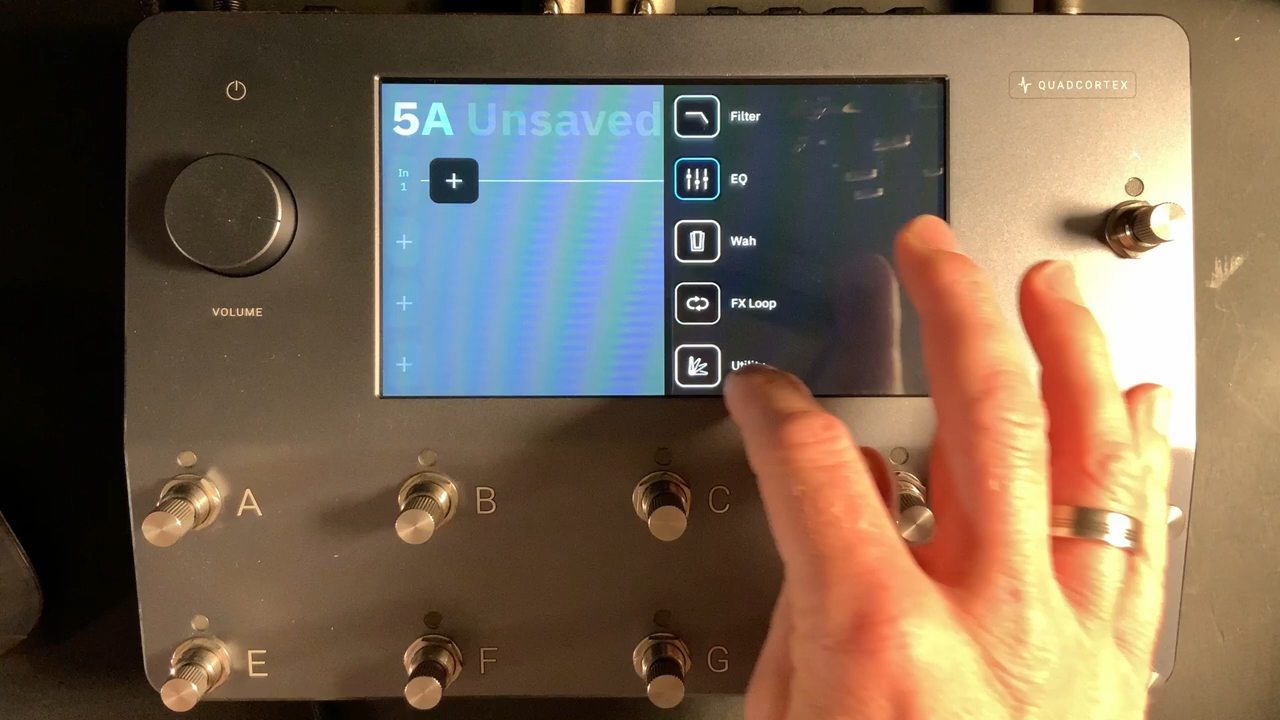 QUADCORTEX
5A Unsaved
In
1
Filter
EQ
Wah
FX Loop
VOLUME
A
B
C
E
F
G